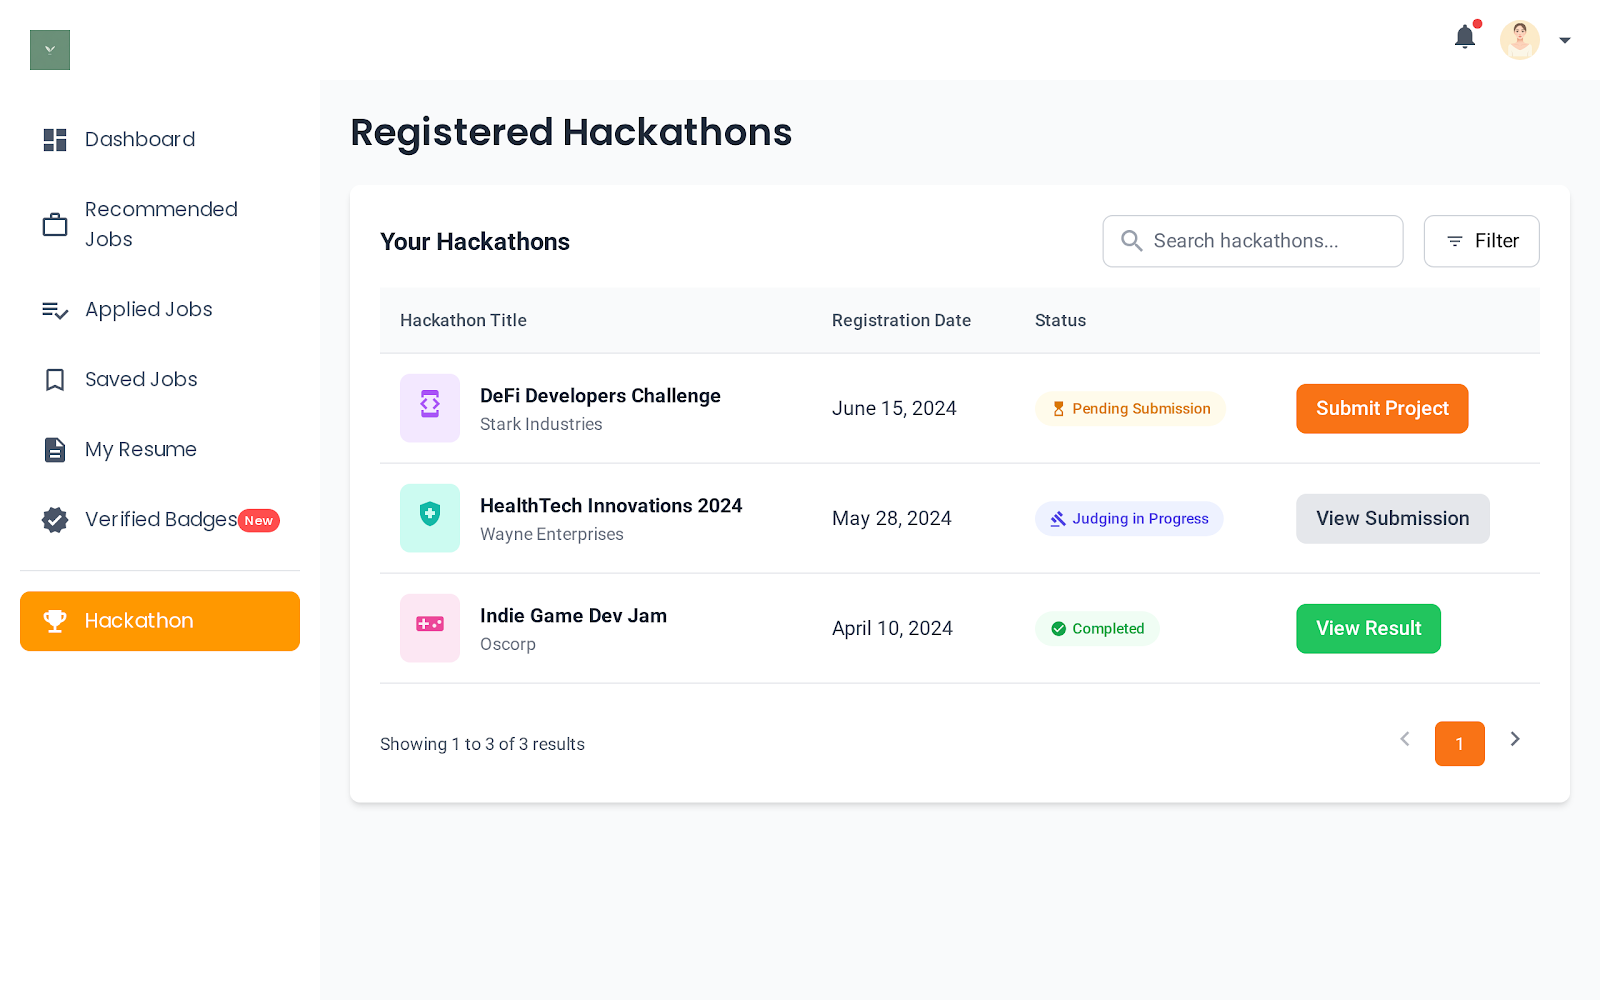 Dashboard
Recommended
Jobs
Applied Jobs
Saved Jobs
My Resume
Verified Badges New
Hackathon
Registered Hackathons
Your Hackathons
Search hackathons...
Filter
Hackathon Title Registration Date Status
DeFi Developers Challenge
Stark Industries
June 15, 2024
Pending Submission
Submit Project
HealthTech Innovations 2024
Wayne Enterprises
May 28, 2024
Judging in Progress
View Submission
Indie Game Dev Jam
Oscorp
April 10, 2024
Completed
View Result
Showing 1 to 3 of 3 results
1